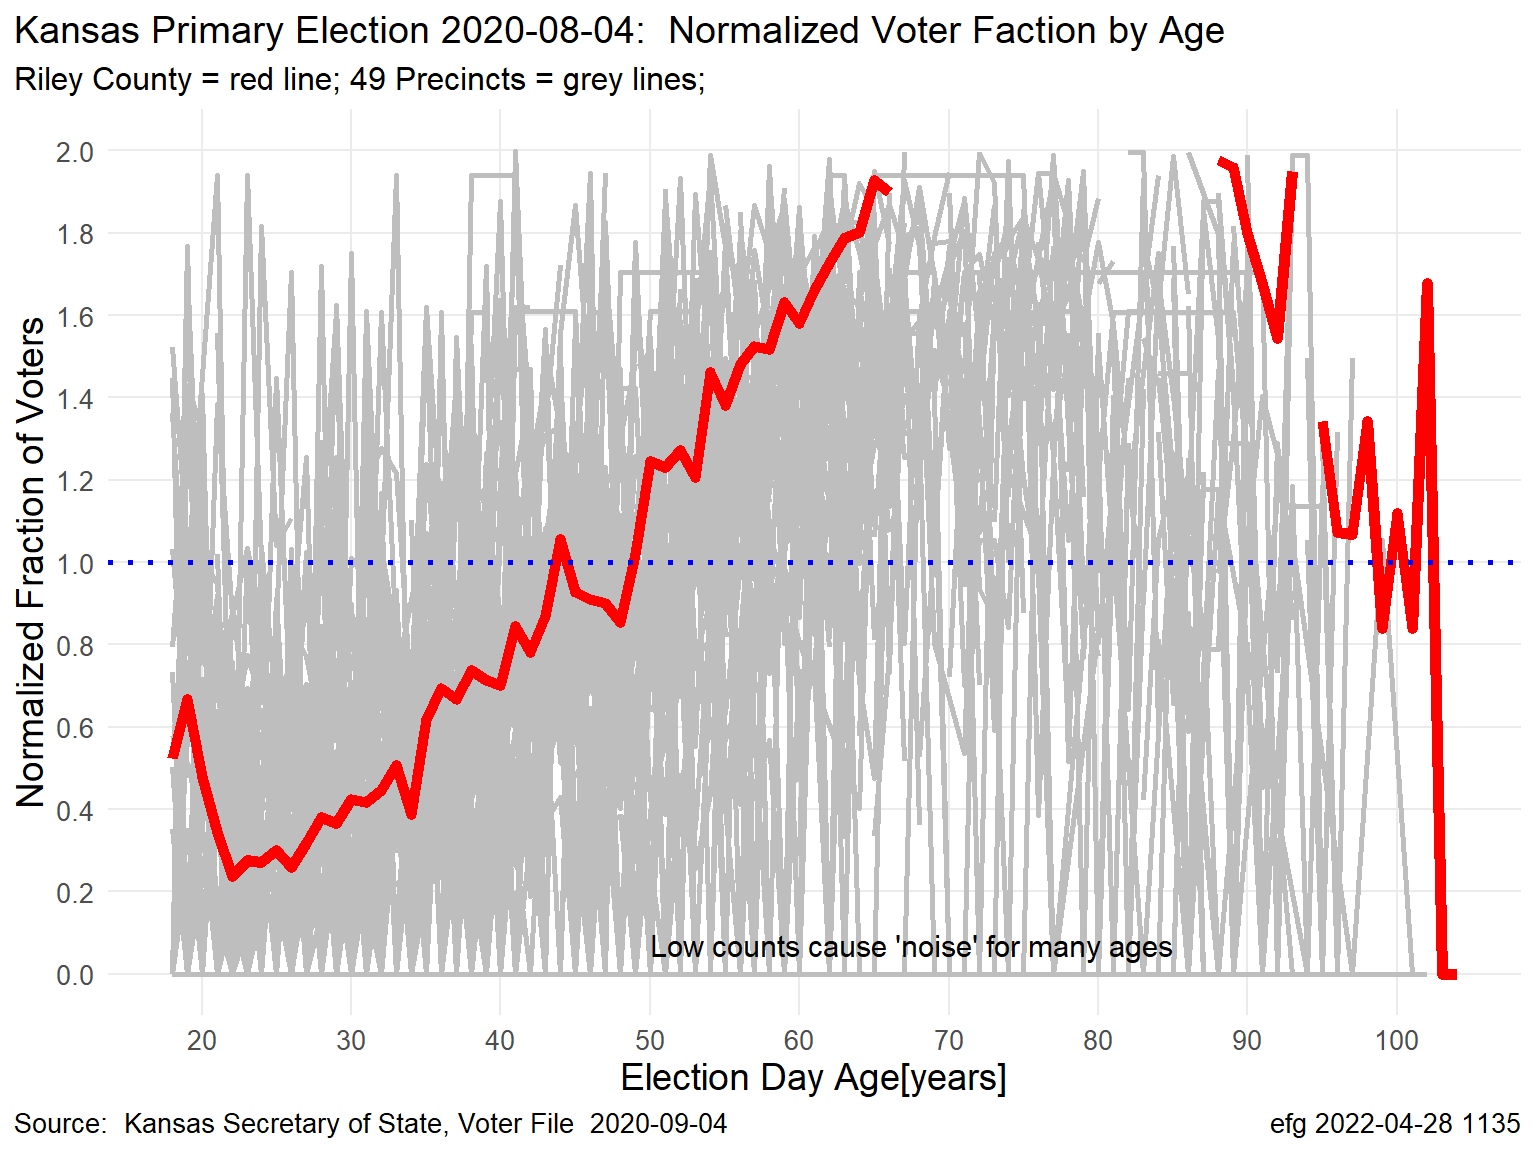 Kansas Primary Election 2020-08-04:  Normalized Voter Faction by Age
Riley County = red line; 49 Precincts = grey lines;
Normalized Fraction of Voters
2.0
1.8
1.6
1.4
1.2
1.0
0.8
0.6
0.4
0.2
0.0
Low counts cause 'noise' for many ages
20 30 40 50 60 70 80 90 100
Election Day Age[years]
Source:  Kansas Secretary of State, Voter File  2020-09-04
efg 2022-04-28 1135